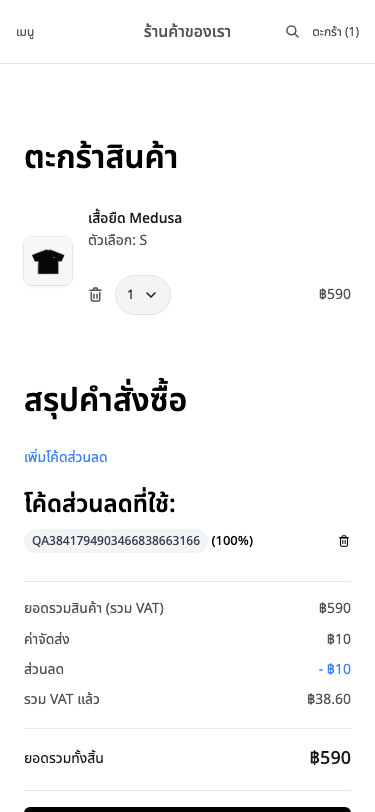 เมนู
ร้านค้าของเรา
ตะกร้า (1)
ตะกร้าสินค้า
เสื้อยืด Medusa
ตัวเลือก: S
1
฿590
สรุปคำสั่งซื้อ
เพิ่มโค้ดส่วนลด
โค้ดส่วนลดที่ใช้:
QA3841794903466838663166 (100%)
ยอดรวมสินค้า (รวม VAT) ฿590
ค่าจัดส่ง ฿10
ส่วนลด - ฿10
รวม VAT แล้ว ฿38.60
ยอดรวมทั้งสิ้น ฿590